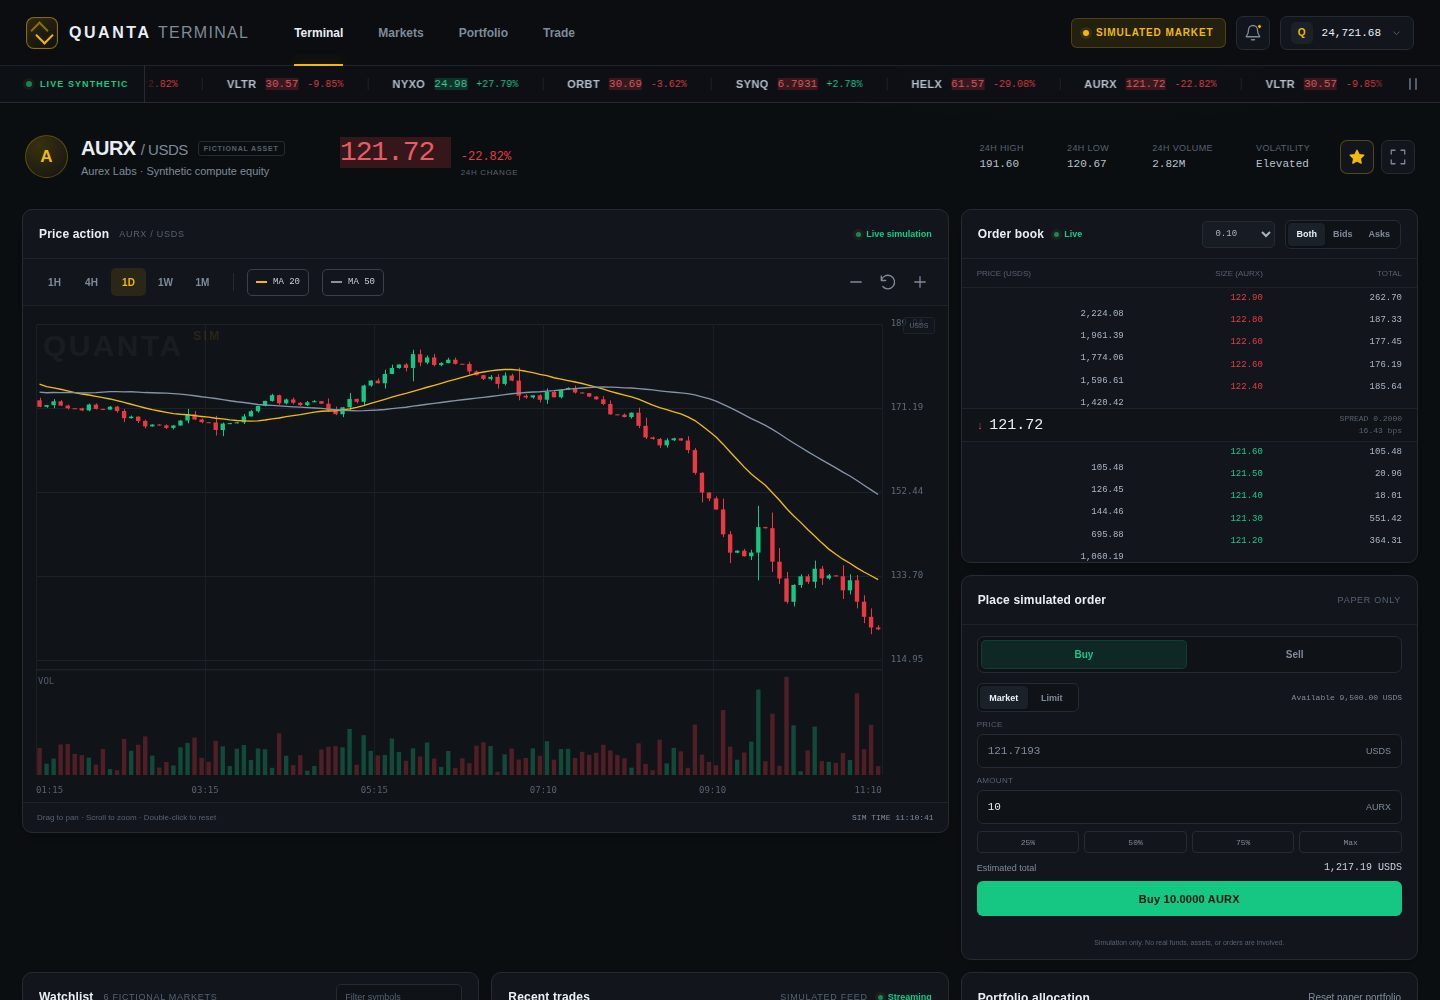 QUANTA TERMINAL
Terminal
Markets
Portfolio
Trade
SIMULATED MARKET
Q
24,721.68
LIVE SYNTHETIC
2.82%
VLTR 30.57 -9.85%
NYXO 24.98 +27.79%
ORBT 30.69 -3.62%
SYNQ 6.7931 +2.78%
HELX 61.57 -29.08%
AURX 121.72 -22.82%
VLTR 30.57 -9.85%
A
AURX / USDS
FICTIONAL ASSET
Aurex Labs · Synthetic compute equity
121.72
-22.82%
24H CHANGE
24H HIGH
191.60
24H LOW
120.67
24H VOLUME
2.82M
VOLATILITY
Elevated
Price action
AURX / USDS
Live simulation
1H
4H
1D
1W
1M
MA 20
MA 50
QUANTA SIM
USDS
171.19
152.44
133.70
114.95
VOL
01:15
03:15
05:15
07:10
09:10
11:10
Drag to pan · Scroll to zoom · Double-click to reset
SIM TIME 11:10:41
Order book
Live
0.10
Both
Bids
Asks
PRICE (USDS)
SIZE (AURX)
TOTAL
122.90 262.70
2,224.08
122.80 187.33
1,961.39
122.60 177.45
1,774.06
122.60 176.19
1,596.61
122.40 185.64
1,420.42
↓ 121.72
SPREAD 0.2000
16.43 bps
121.60 105.48
105.48
121.50 20.96
126.45
121.40 18.01
144.46
121.30 551.42
695.88
121.20 364.31
1,060.19
Place simulated order
PAPER ONLY
Buy
Sell
Market
Limit
Available 9,500.00 USDS
PRICE
121.7193
USDS
AMOUNT
10
AURX
25%
50%
75%
Max
Estimated total
1,217.19 USDS
Buy 10.0000 AURX
Simulation only. No real funds, assets, or orders are involved.
Watchlist
6 FICTIONAL MARKETS
Filter symbols
Recent trades
SIMULATED FEED
Streaming
Portfolio allocation
Reset paper portfolio